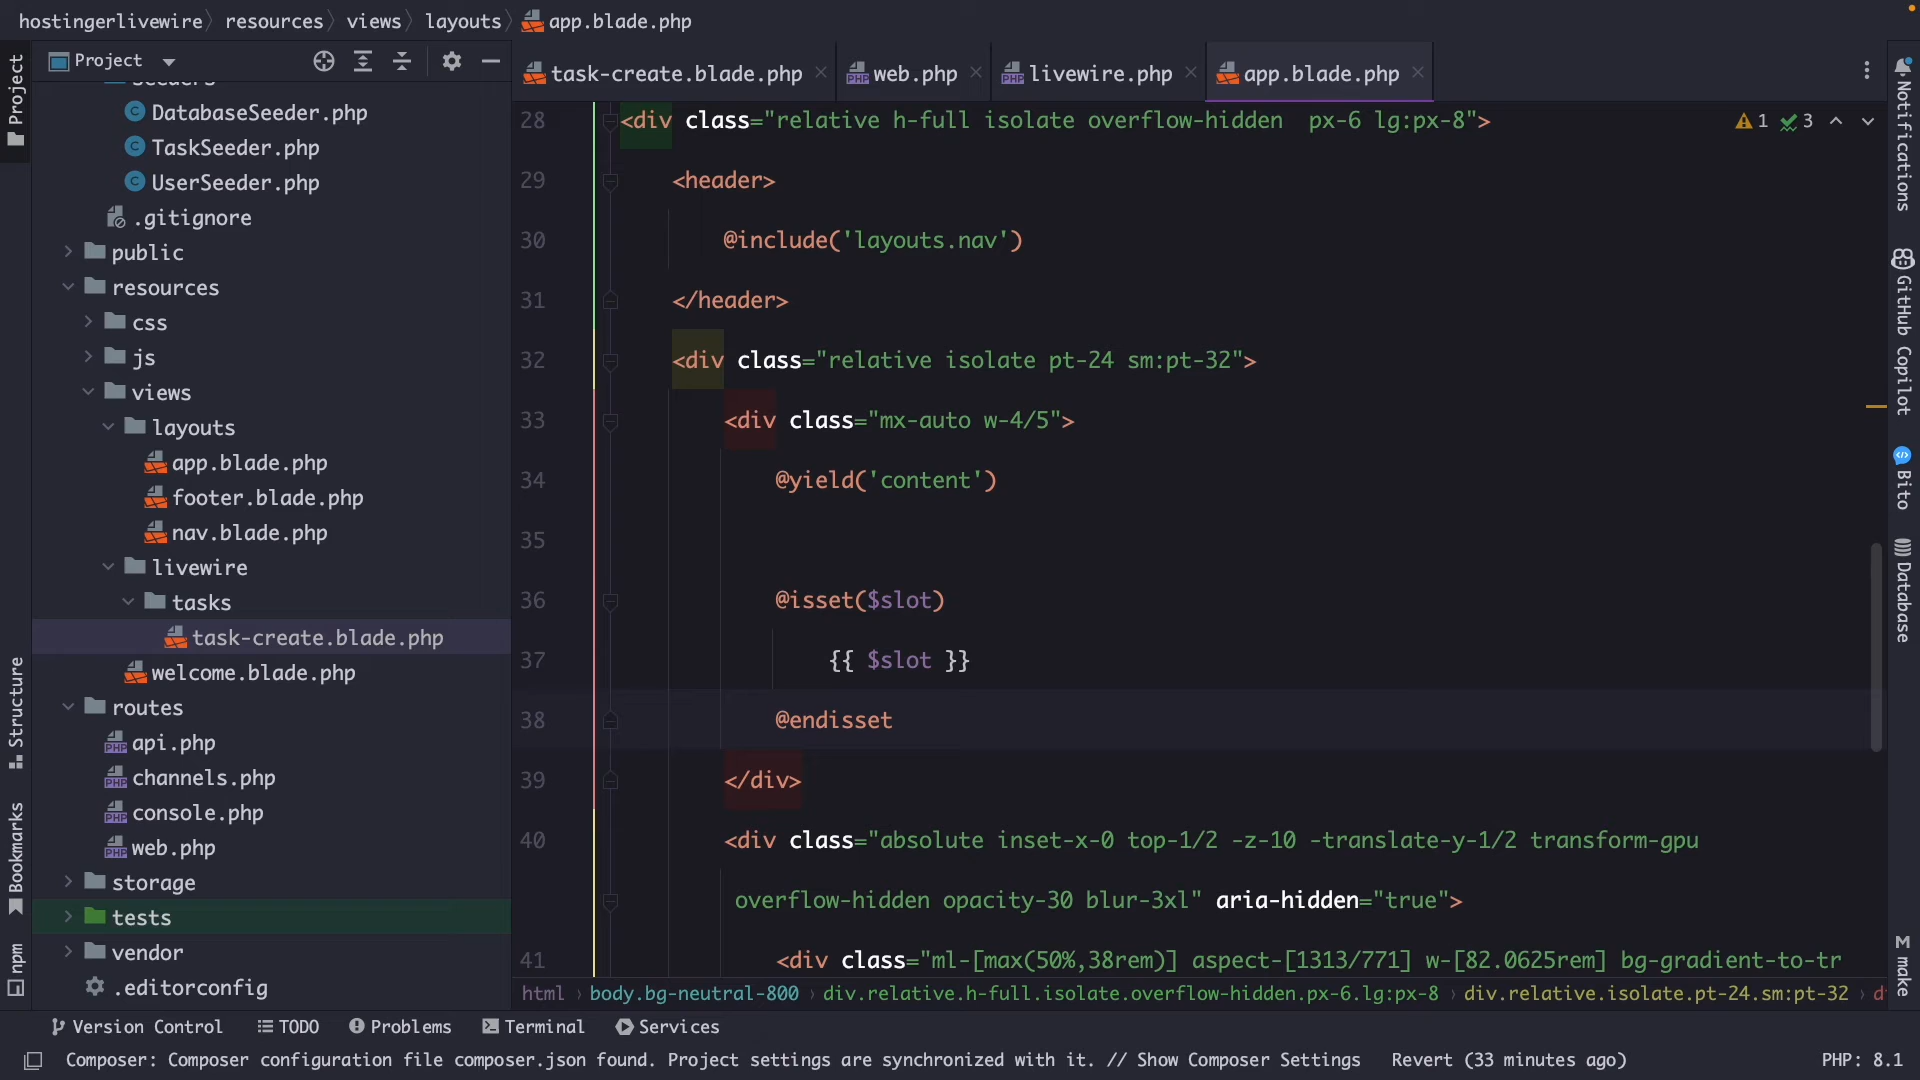 hostingerlivewire resources views layouts app.blade.php
Project
task-create.blade.php web.php livewire.php app.blade.php
DatabaseSeeder.php
TaskSeeder.php
UserSeeder.php
.gitignore
public
resources
css
js
views
layouts
app.blade.php
footer.blade.php
nav.blade.php
livewire
tasks
task-create.blade.php
welcome.blade.php
routes
api.php
channels.php
console.php
web.php
storage
tests
vendor
.editorconfig
28 <div class="relative h-full isolate overflow-hidden  px-6 lg:px-8">
1 3
29 <header>
30 @include('layouts.nav')
31 </header>
32 <div class="relative isolate pt-24 sm:pt-32">
33 <div class="mx-auto w-4/5">
34 @yield('content')
35
36 @isset($slot)
37 {{ $slot }}
38 @endisset
39 </div>
40 <div class="absolute inset-x-0 top-1/2 -z-10 -translate-y-1/2 transform-gpu
overflow-hidden opacity-30 blur-3xl" aria-hidden="true">
41 <div class="ml-[max(50%,38rem)] aspect-[1313/771] w-[82.0625rem] bg-gradient-to-tr
html body.bg-neutral-800 div.relative.h-full.isolate.overflow-hidden.px-6.lg:px-8 div.relative.isolate.pt-24.sm:pt-32
Project
Structure
Bookmarks
npm
Notifications
GitHub Copilot
Bito
Database
make
Version Control TODO Problems Terminal Services
Composer: Composer configuration file composer.json found. Project settings are synchronized with it. // Show Composer Settings Revert (33 minutes ago) PHP: 8.1